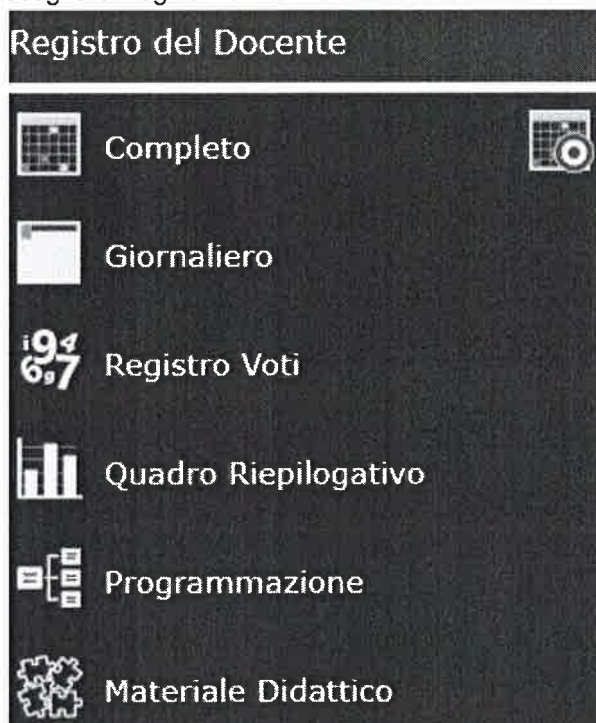 Registro del Docente
Completo
Giornaliero
Registro Voti
Quadro Riepilogativo
Programmazione
Materiale Didattico